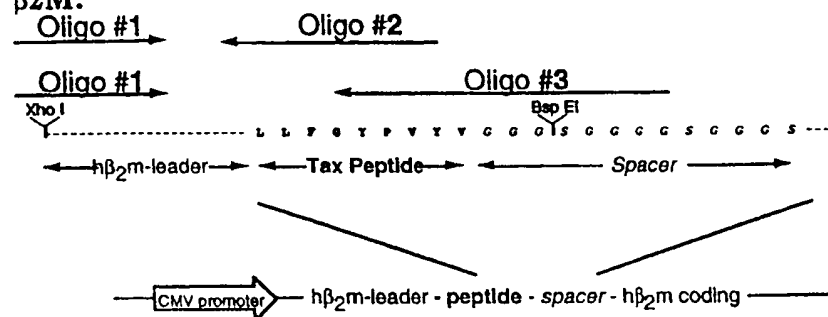 β2M.
Oligo #1 Oligo #2
Oligo #1 Oligo #3
Xho I Bsp EI
L L F G Y P V Y V G G G S G G G G S G G G S
hβ2m-leader Tax Peptide Spacer
CMV promoter hβ2m-leader - peptide - spacer - hβ2m coding